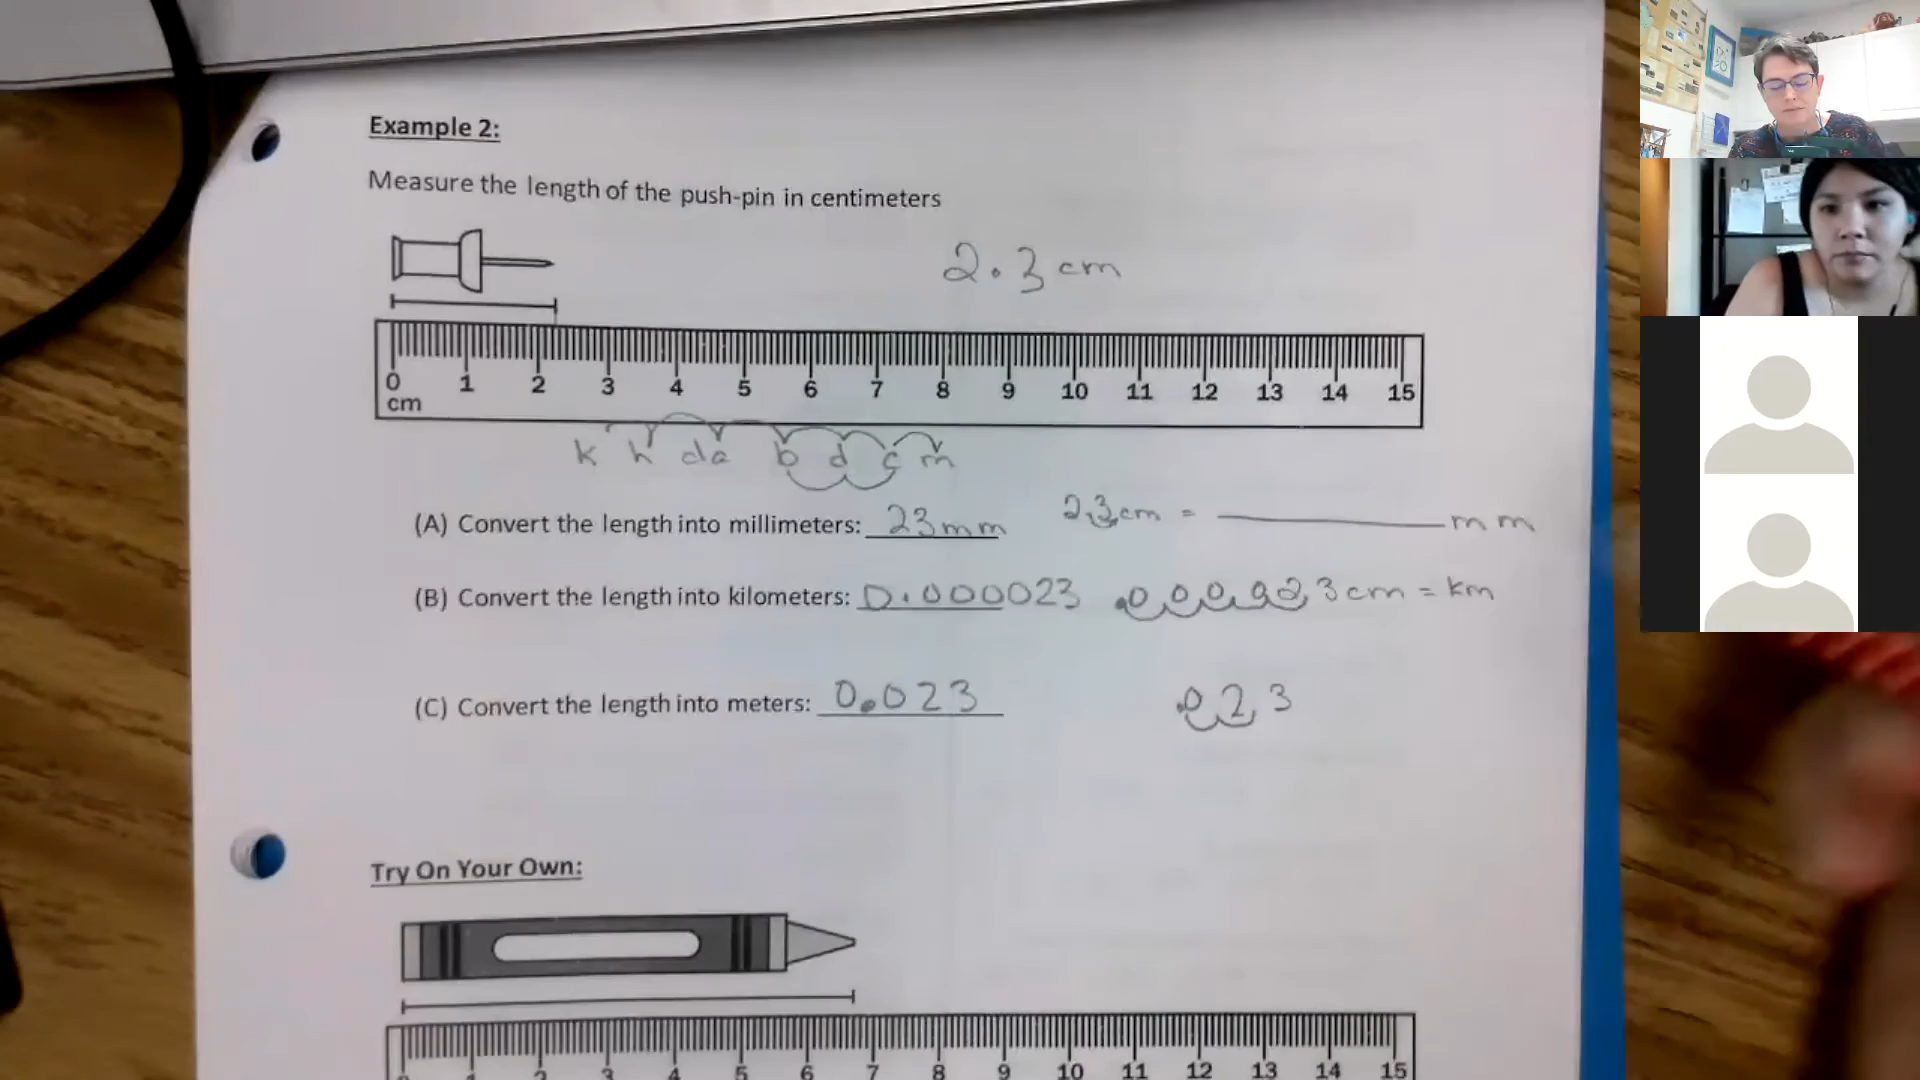 Example 2:
Measure the length of the push-pin in centimeters
2.3 cm
0 1 2 3 4 5 6 7 8 9 10 11 12 13 14 15
cm
k h da b d c m
(A) Convert the length into millimeters: 23mm 2.3cm = mm
(B) Convert the length into kilometers: 0.000023 .000023cm = km
(C) Convert the length into meters: 0.023 .023
Try On Your Own:
1 2 3 4 5 6 7 8 9 10 11 12 13 14 15